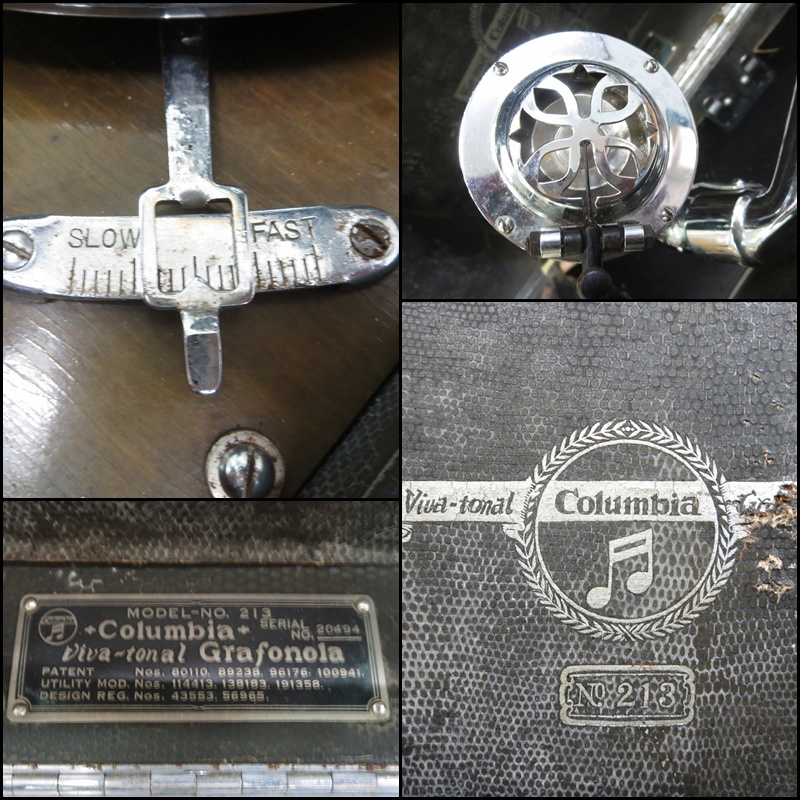 SLOW FAST
MODEL-NO. 213
Columbia
SERIAL NO. 20494
Viva-tonal Grafonola
PATENT Nos. 80110, 89238, 96176, 100941,
UTILITY MOD. Nos. 114413, 138183, 191358,
DESIGN REG. Nos. 43553, 56965,
Viva-tonal Columbia
No 213